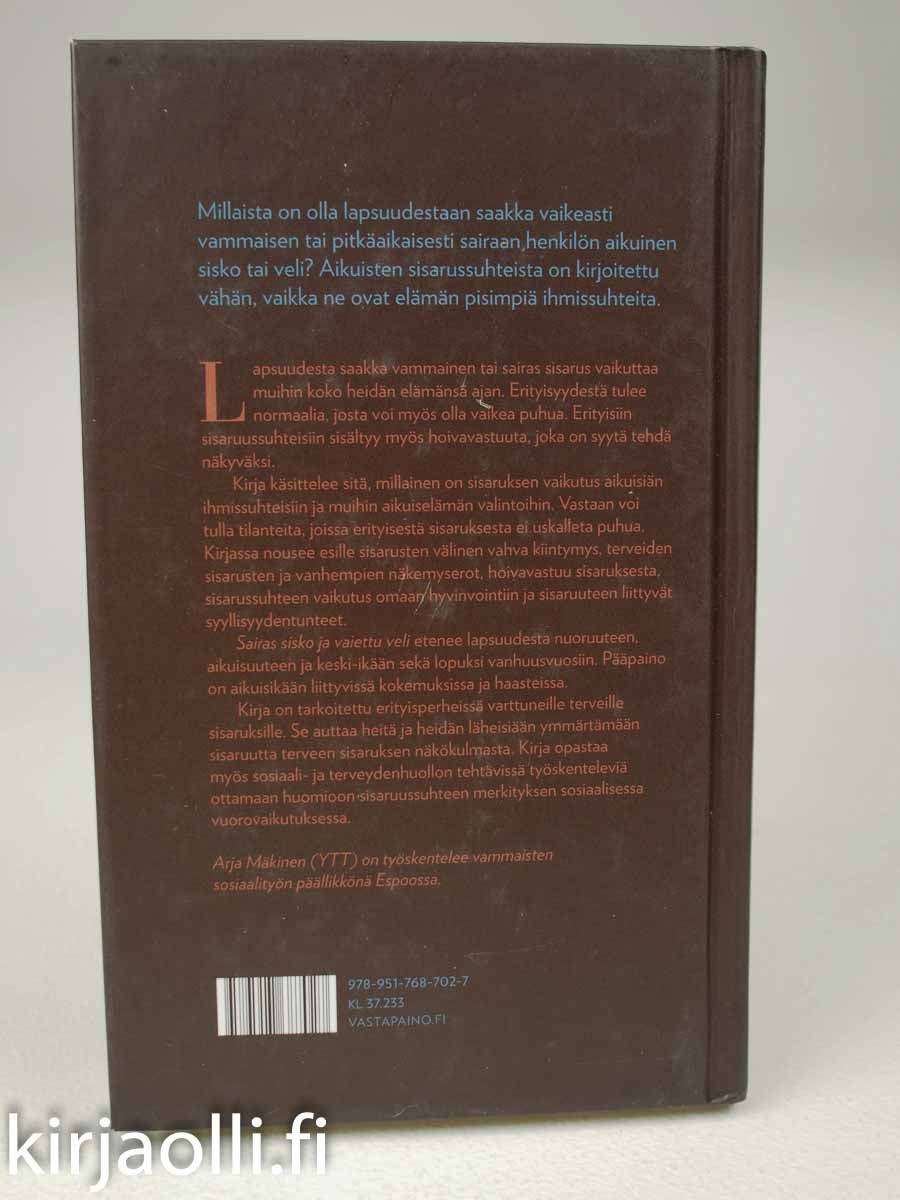 Millaista on olla lapsuudestaan saakka vaikeasti
vammaisen tai pitkäaikaisesti sairaan henkilön aikuinen
sisko tai veli? Aikuisten sisarussuhteista on kirjoitettu
vähän, vaikka ne ovat elämän pisimpiä ihmissuhteita.
Lapsuudesta saakka vammainen tai sairas sisarus vaikuttaa
muihin koko heidän elämänsä ajan. Erityisyydestä tulee
normaalia, josta voi myös olla vaikea puhua. Erityisiin
sisaruussuhteisiin sisältyy myös hoivavastuuta, joka on syytä tehdä
näkyväksi.
Kirja käsittelee sitä, millainen on sisaruksen vaikutus aikuisiän
ihmissuhteisiin ja muihin aikuiselämän valintoihin. Vastaan voi
tulla tilanteita, joissa erityisestä sisaruksesta ei uskalleta puhua.
Kirjassa nousee esille sisarusten välinen vahva kiintymys, terveiden
sisarusten ja vanhempien näkemyserot, hoivavastuu sisaruksesta,
sisarussuhteen vaikutus omaan hyvinvointiin ja sisaruuteen liittyvät
syyllisyydentunteet.
Sairas sisko ja vaiettu veli etenee lapsuudesta nuoruuteen,
aikuisuuteen ja keski-ikään sekä lopuksi vanhuusvuosiin. Pääpaino
on aikuisikään liittyvissä kokemuksissa ja haasteissa.
Kirja on tarkoitettu erityisperheissä varttuneille terveille
sisaruksille. Se auttaa heitä ja heidän läheisiään ymmärtämään
sisaruutta terveen sisaruksen näkökulmasta. Kirja opastaa
myös sosiaali- ja terveydenhuollon tehtävissä työskenteleviä
ottamaan huomioon sisaruussuhteen merkityksen sosiaalisessa
vuorovaikutuksessa.
Arja Mäkinen (YTT) on työskentelee vammaisten
sosiaalityön päällikkönä Espoossa.
978-951-768-702-7
KL 37.233
VASTAPAINO.FI
kirjaolli.fi